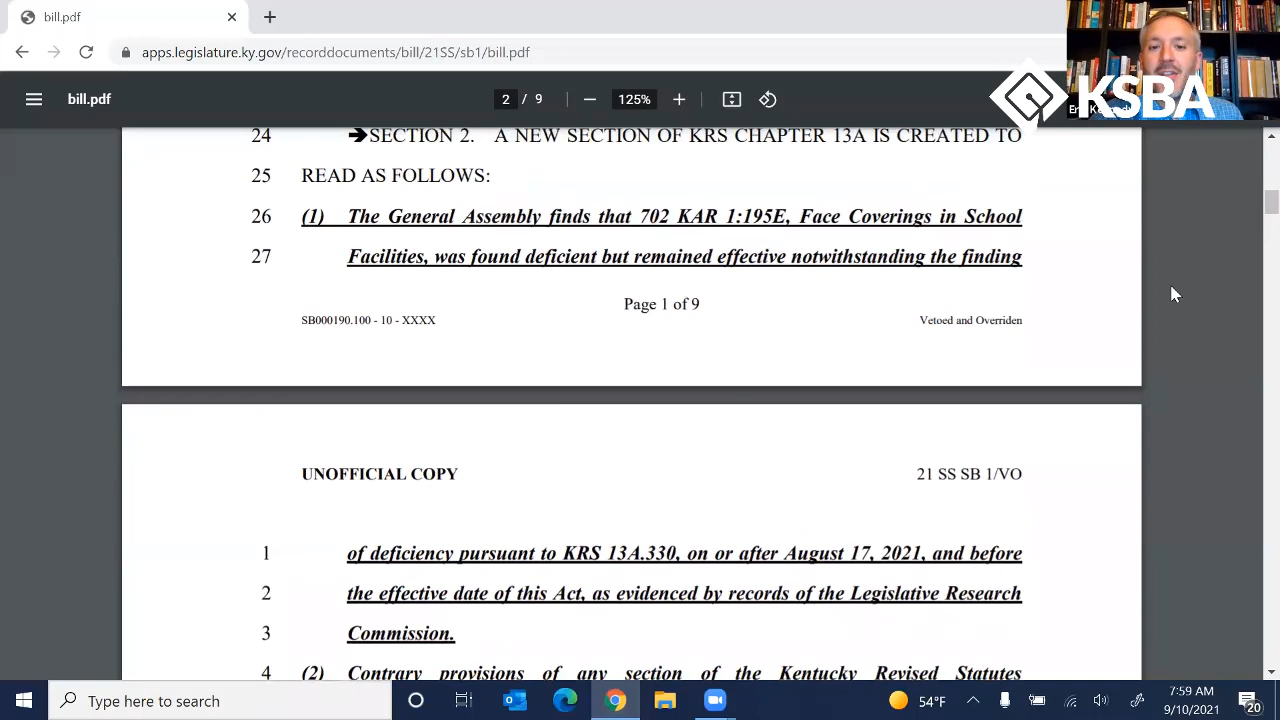 bill.pdf
apps.legislature.ky.gov/recorddocuments/bill/21SS/sb1/bill.pdf
bill.pdf
2 / 9
125%
KSBA
24 ➔SECTION 2. A NEW SECTION OF KRS CHAPTER 13A IS CREATED TO
25 READ AS FOLLOWS:
26 (1) The General Assembly finds that 702 KAR 1:195E, Face Coverings in School
27 Facilities, was found deficient but remained effective notwithstanding the finding
Page 1 of 9
SB000190.100 - 10 - XXXX Vetoed and Overriden
UNOFFICIAL COPY 21 SS SB 1/VO
1 of deficiency pursuant to KRS 13A.330, on or after August 17, 2021, and before
2 the effective date of this Act, as evidenced by records of the Legislative Research
3 Commission.
4 (2) Contrary provisions of any section of the Kentucky Revised Statutes
Type here to search
54°F
7:59 AM
9/10/2021
20